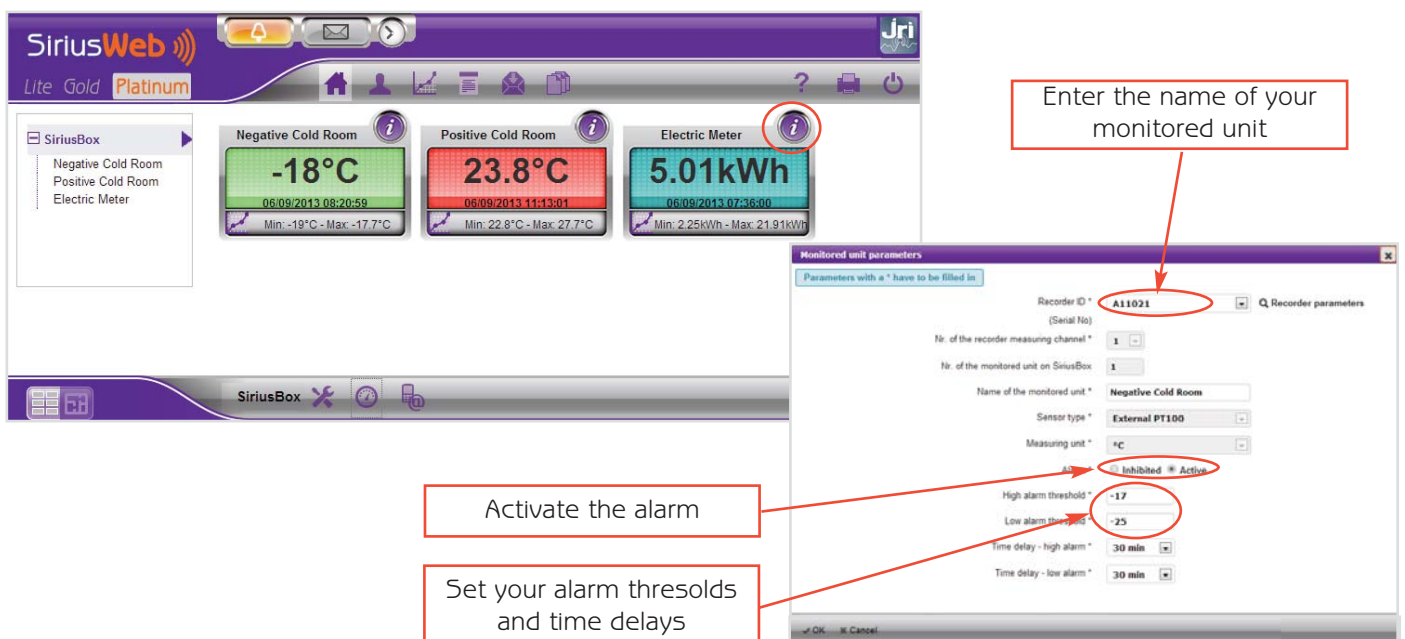 SiriusWeb
jri
Lite Gold Platinum
SiriusBox
Negative Cold Room
Positive Cold Room
Electric Meter
Negative Cold Room
-18°C
06/09/2013 08:20:59
Min: -19°C - Max: -17.7°C
Positive Cold Room
23.8°C
06/09/2013 11:13:01
Min: 22.8°C - Max: 27.7°C
Electric Meter
5.01kWh
06/09/2013 07:36:00
Min: 2.25kWh - Max: 21.91kWh
SiriusBox
Enter the name of your
monitored unit
Monitored unit parameters
Parameters with a * have to be filled in
Recorder ID * A11021 Recorder parameters
(Serial No)
Nr. of the recorder measuring channel * 1
Nr. of the monitored unit on SiriusBox 1
Name of the monitored unit * Negative Cold Room
Sensor type * External PT100
Measuring unit * °C
Inhibited Active
High alarm threshold * -17
Low alarm threshold * -25
Time delay - high alarm * 30 min
Time delay - low alarm * 30 min
OK Cancel
Activate the alarm
Set your alarm thresolds
and time delays